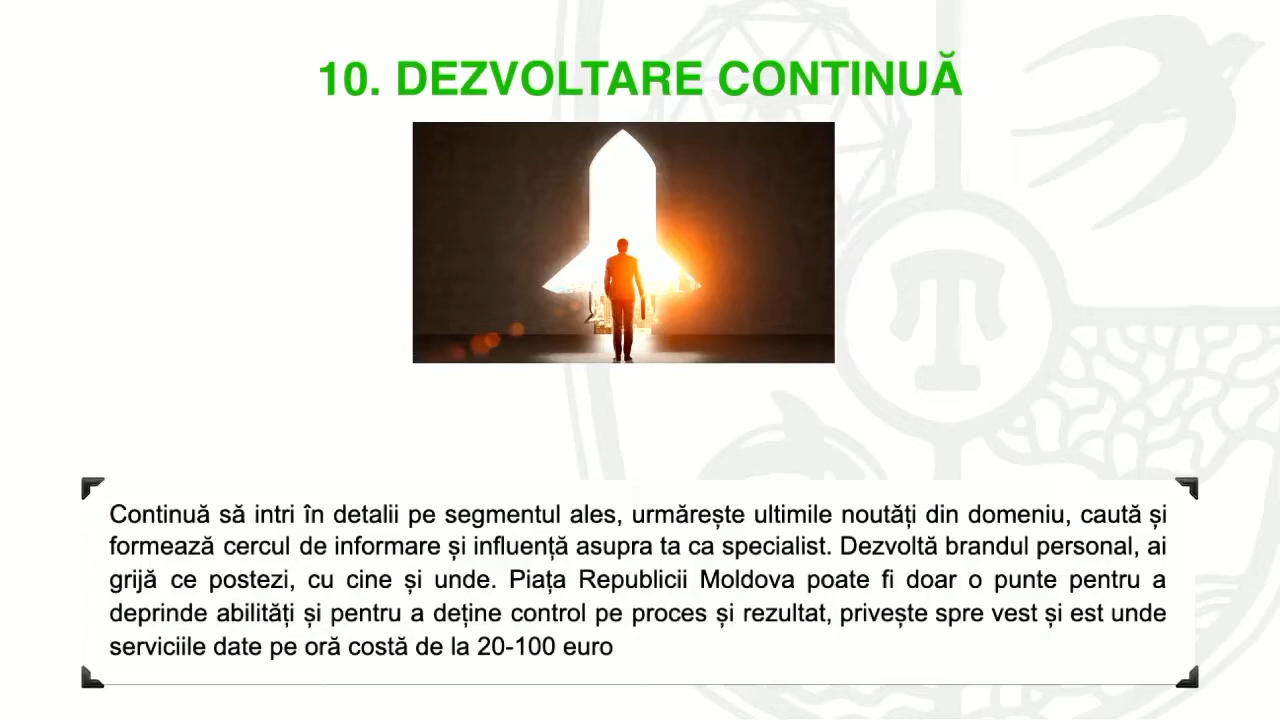 10. DEZVOLTARE CONTINUĂ
Continuă să intri în detalii pe segmentul ales, urmărește ultimile noutăți din domeniu, caută și
formează cercul de informare și influență asupra ta ca specialist. Dezvoltă brandul personal, ai
grijă ce postezi, cu cine și unde. Piața Republicii Moldova poate fi doar o punte pentru a
deprinde abilități și pentru a deține control pe proces și rezultat, privește spre vest și est unde
serviciile date pe oră costă de la 20-100 euro